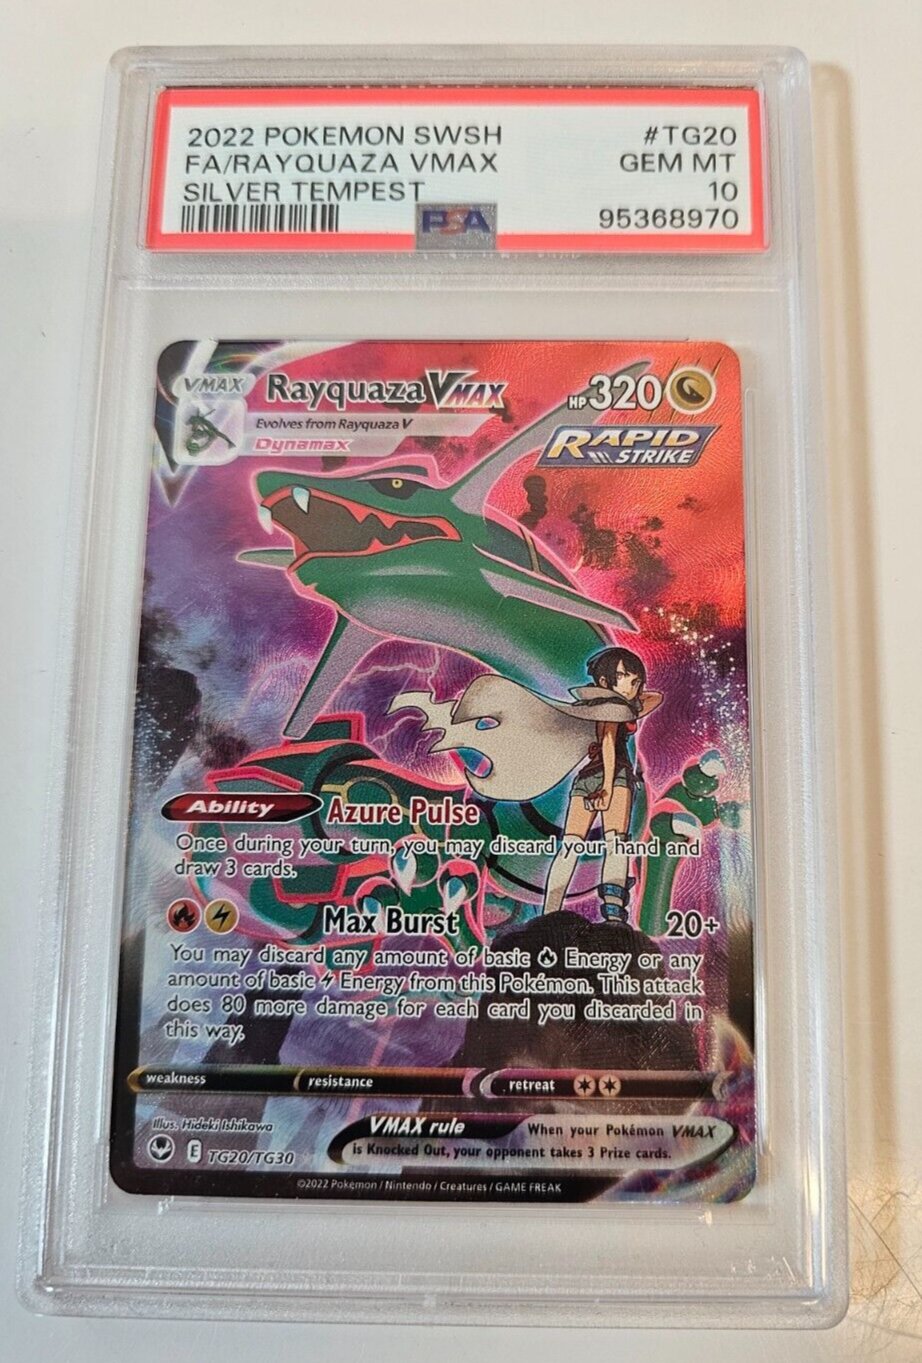 2022 POKEMON SWSH #TG20
FA/RAYQUAZA VMAX GEM MT
SILVER TEMPEST 10
PSA 95368970
VMAX Rayquaza VMAX HP 320
Evolves from Rayquaza V
Dynamax
RAPID
STRIKE
Ability Azure Pulse
Once during your turn, you may discard your hand and
draw 3 cards.
Max Burst 20+
You may discard any amount of basic Energy or any
amount of basic Energy from this Pokémon. This attack
does 80 more damage for each card you discarded in
this way.
weakness resistance retreat
Illus. Hideki Ishikawa
VMAX rule When your Pokémon VMAX
is Knocked Out, your opponent takes 3 Prize cards.
E TG20/TG30
©2022 Pokémon / Nintendo / Creatures / GAME FREAK